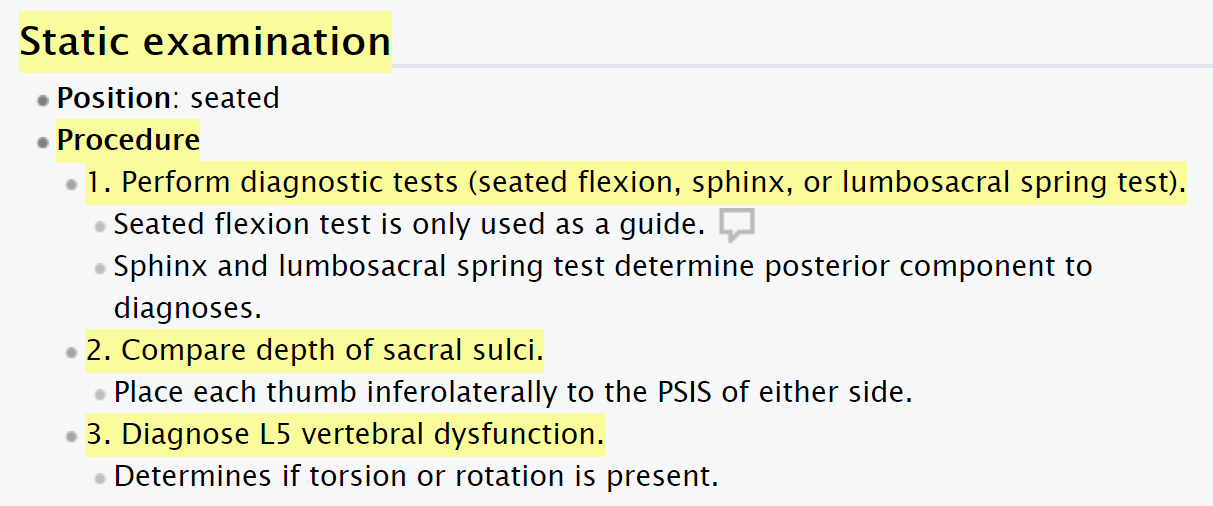 Static examination
Position: seated
Procedure
1. Perform diagnostic tests (seated flexion, sphinx, or lumbosacral spring test).
Seated flexion test is only used as a guide.
Sphinx and lumbosacral spring test determine posterior component to
diagnoses.
2. Compare depth of sacral sulci.
Place each thumb inferolaterally to the PSIS of either side.
3. Diagnose L5 vertebral dysfunction.
Determines if torsion or rotation is present.